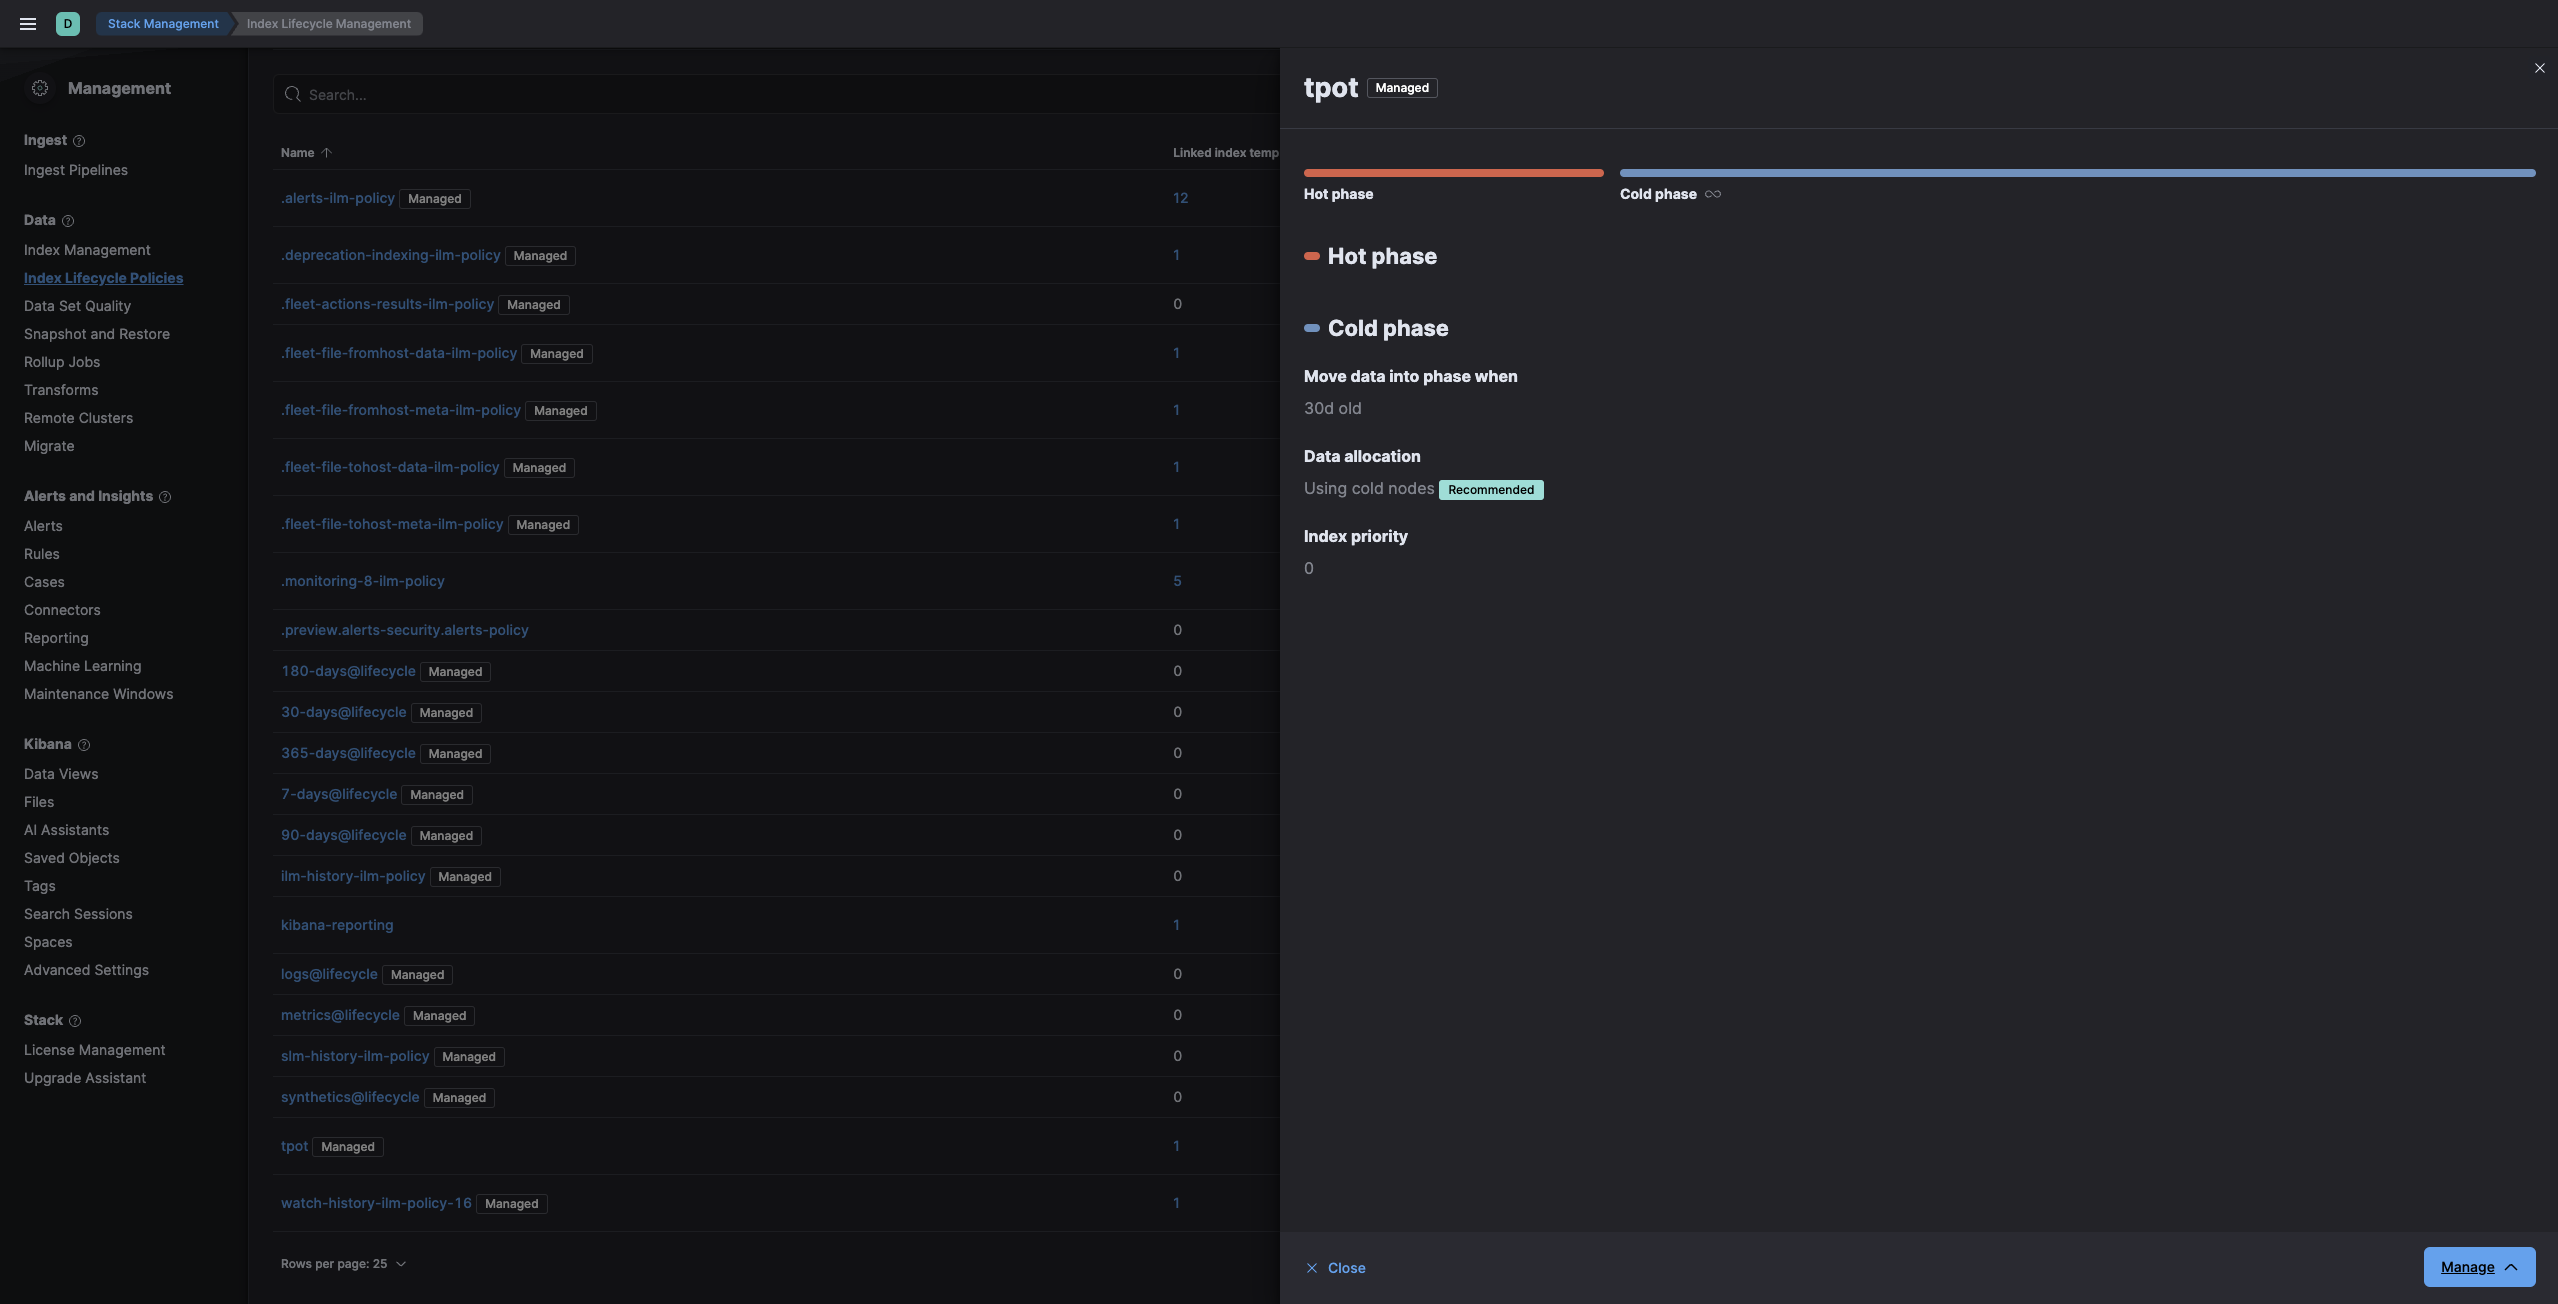 D
Stack Management
Index Lifecycle Management
Management
Ingest
Ingest Pipelines
Data
Index Management
Index Lifecycle Policies
Data Set Quality
Snapshot and Restore
Rollup Jobs
Transforms
Remote Clusters
Migrate
Alerts and Insights
Alerts
Rules
Cases
Connectors
Reporting
Machine Learning
Maintenance Windows
Kibana
Data Views
Files
AI Assistants
Saved Objects
Tags
Search Sessions
Spaces
Advanced Settings
Stack
License Management
Upgrade Assistant
Search...
Name Linked index temp
.alerts-ilm-policy Managed 12
.deprecation-indexing-ilm-policy Managed 1
.fleet-actions-results-ilm-policy Managed 0
.fleet-file-fromhost-data-ilm-policy Managed 1
.fleet-file-fromhost-meta-ilm-policy Managed 1
.fleet-file-tohost-data-ilm-policy Managed 1
.fleet-file-tohost-meta-ilm-policy Managed 1
.monitoring-8-ilm-policy 5
.preview.alerts-security.alerts-policy 0
180-days@lifecycle Managed 0
30-days@lifecycle Managed 0
365-days@lifecycle Managed 0
7-days@lifecycle Managed 0
90-days@lifecycle Managed 0
ilm-history-ilm-policy Managed 0
kibana-reporting 1
logs@lifecycle Managed 0
metrics@lifecycle Managed 0
slm-history-ilm-policy Managed 0
synthetics@lifecycle Managed 0
tpot Managed 1
watch-history-ilm-policy-16 Managed 1
Rows per page: 25
tpot Managed
Hot phase
Cold phase
Hot phase
Cold phase
Move data into phase when
30d old
Data allocation
Using cold nodes Recommended
Index priority
0
Close
Manage